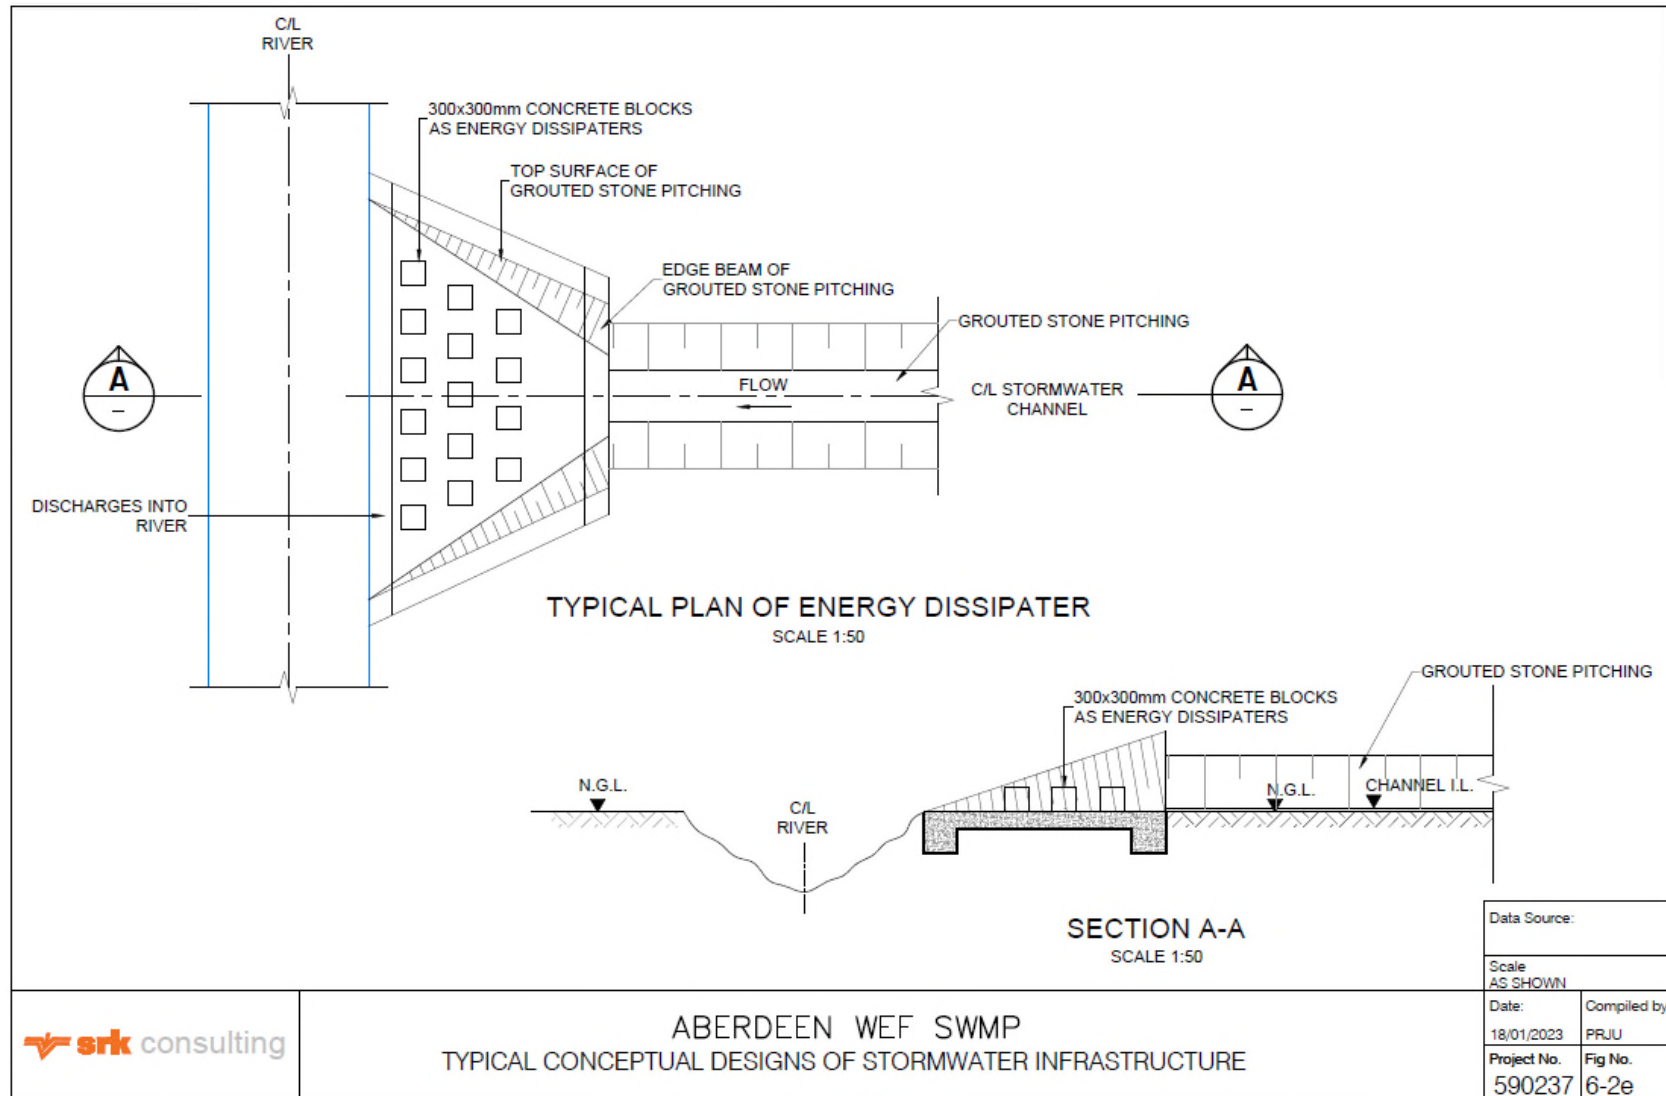 C/L
RIVER
300x300mm CONCRETE BLOCKS
AS ENERGY DISSIPATERS
TOP SURFACE OF
GROUTED STONE PITCHING
EDGE BEAM OF
GROUTED STONE PITCHING
GROUTED STONE PITCHING
A
–
FLOW
C/L STORMWATER
CHANNEL
A
–
DISCHARGES INTO
RIVER
TYPICAL PLAN OF ENERGY DISSIPATER
SCALE 1:50
GROUTED STONE PITCHING
300x300mm CONCRETE BLOCKS
AS ENERGY DISSIPATERS
N.G.L.
C/L
RIVER
N.G.L.
CHANNEL I.L.
SECTION A-A
SCALE 1:50
Data Source:
Scale
AS SHOWN
Date:
18/01/2023
Compiled by
PRJU
Project No.
590237
Fig No.
6-2e
srk consulting
ABERDEEN WEF SWMP
TYPICAL CONCEPTUAL DESIGNS OF STORMWATER INFRASTRUCTURE